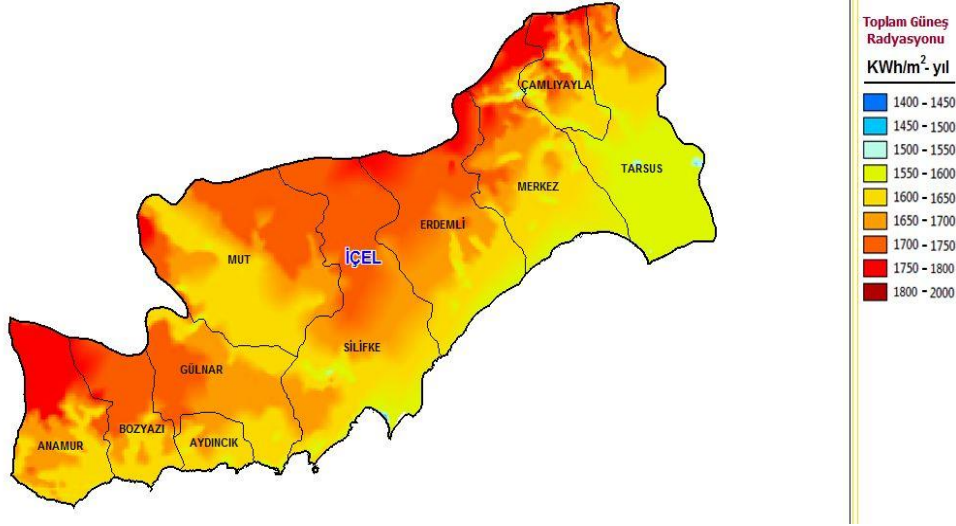 ÇAMLIYAYLA
TARSUS
MERKEZ
ERDEMLİ
MUT
İÇEL
SİLİFKE
GÜLNAR
BOZYAZI
AYDINCIK
ANAMUR
Toplam Güneş
Radyasyonu
KWh/m²- yıl
1400 - 1450
1450 - 1500
1500 - 1550
1550 - 1600
1600 - 1650
1650 - 1700
1700 - 1750
1750 - 1800
1800 - 2000